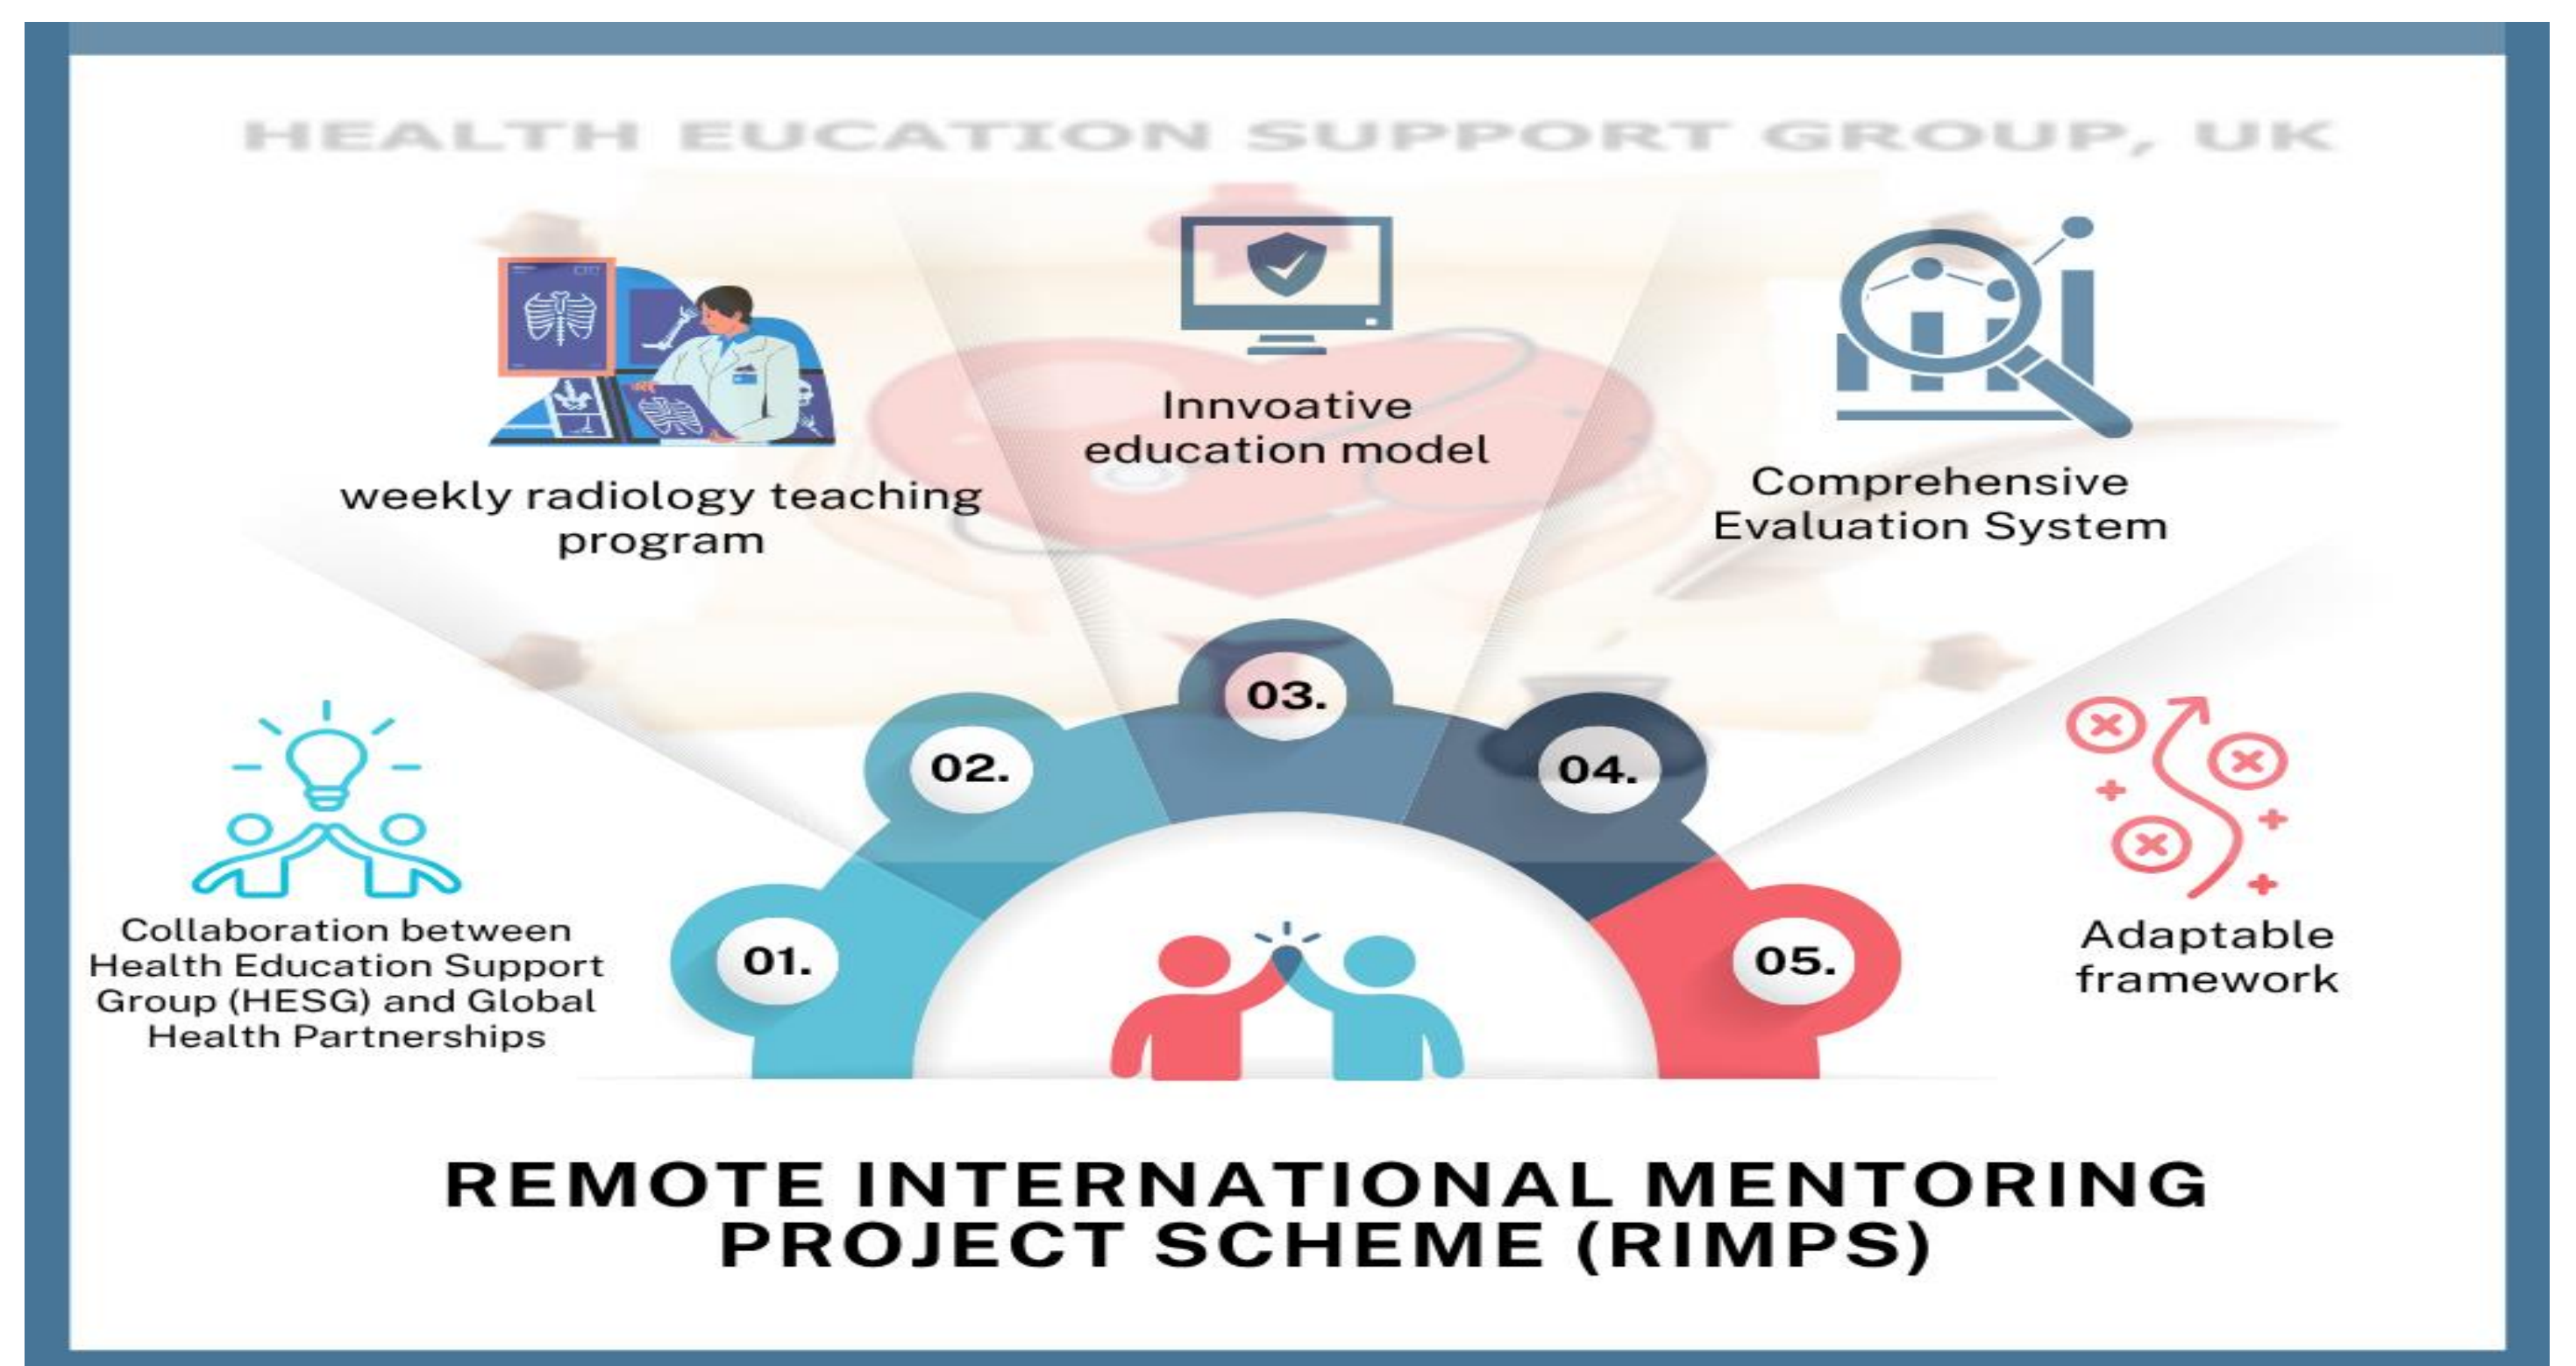 HEALTH EUCATION SUPPORT GROUP, UK
weekly radiology teaching
program
Innvoative
education model
Comprehensive
Evaluation System
Collaboration between
Health Education Support
Group (HESG) and Global
Health Partnerships
01.
02.
03.
04.
05.
Adaptable
framework
REMOTE INTERNATIONAL MENTORING
PROJECT SCHEME (RIMPS)